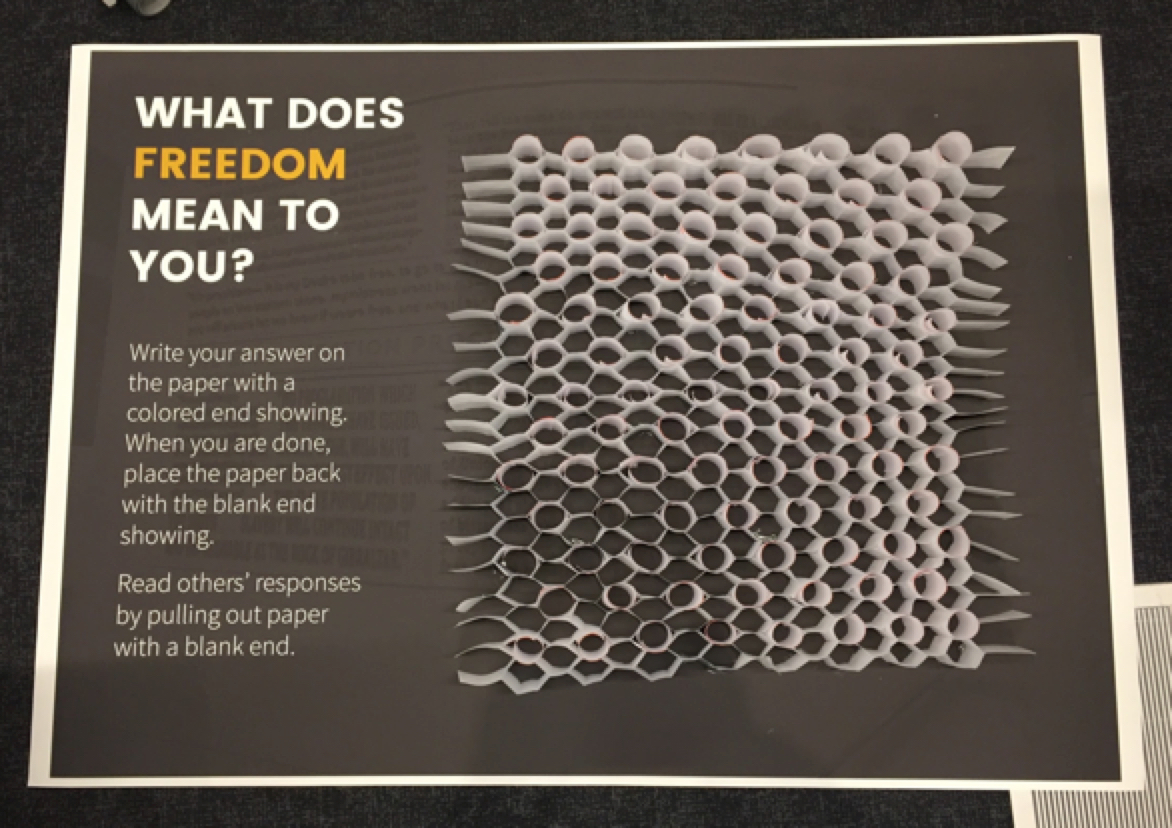 WHAT DOES
FREEDOM
MEAN TO
YOU?
Write your answer on
the paper with a
colored end showing.
When you are done,
place the paper back
with the blank end
showing.
Read others’ responses
by pulling out paper
with a blank end.